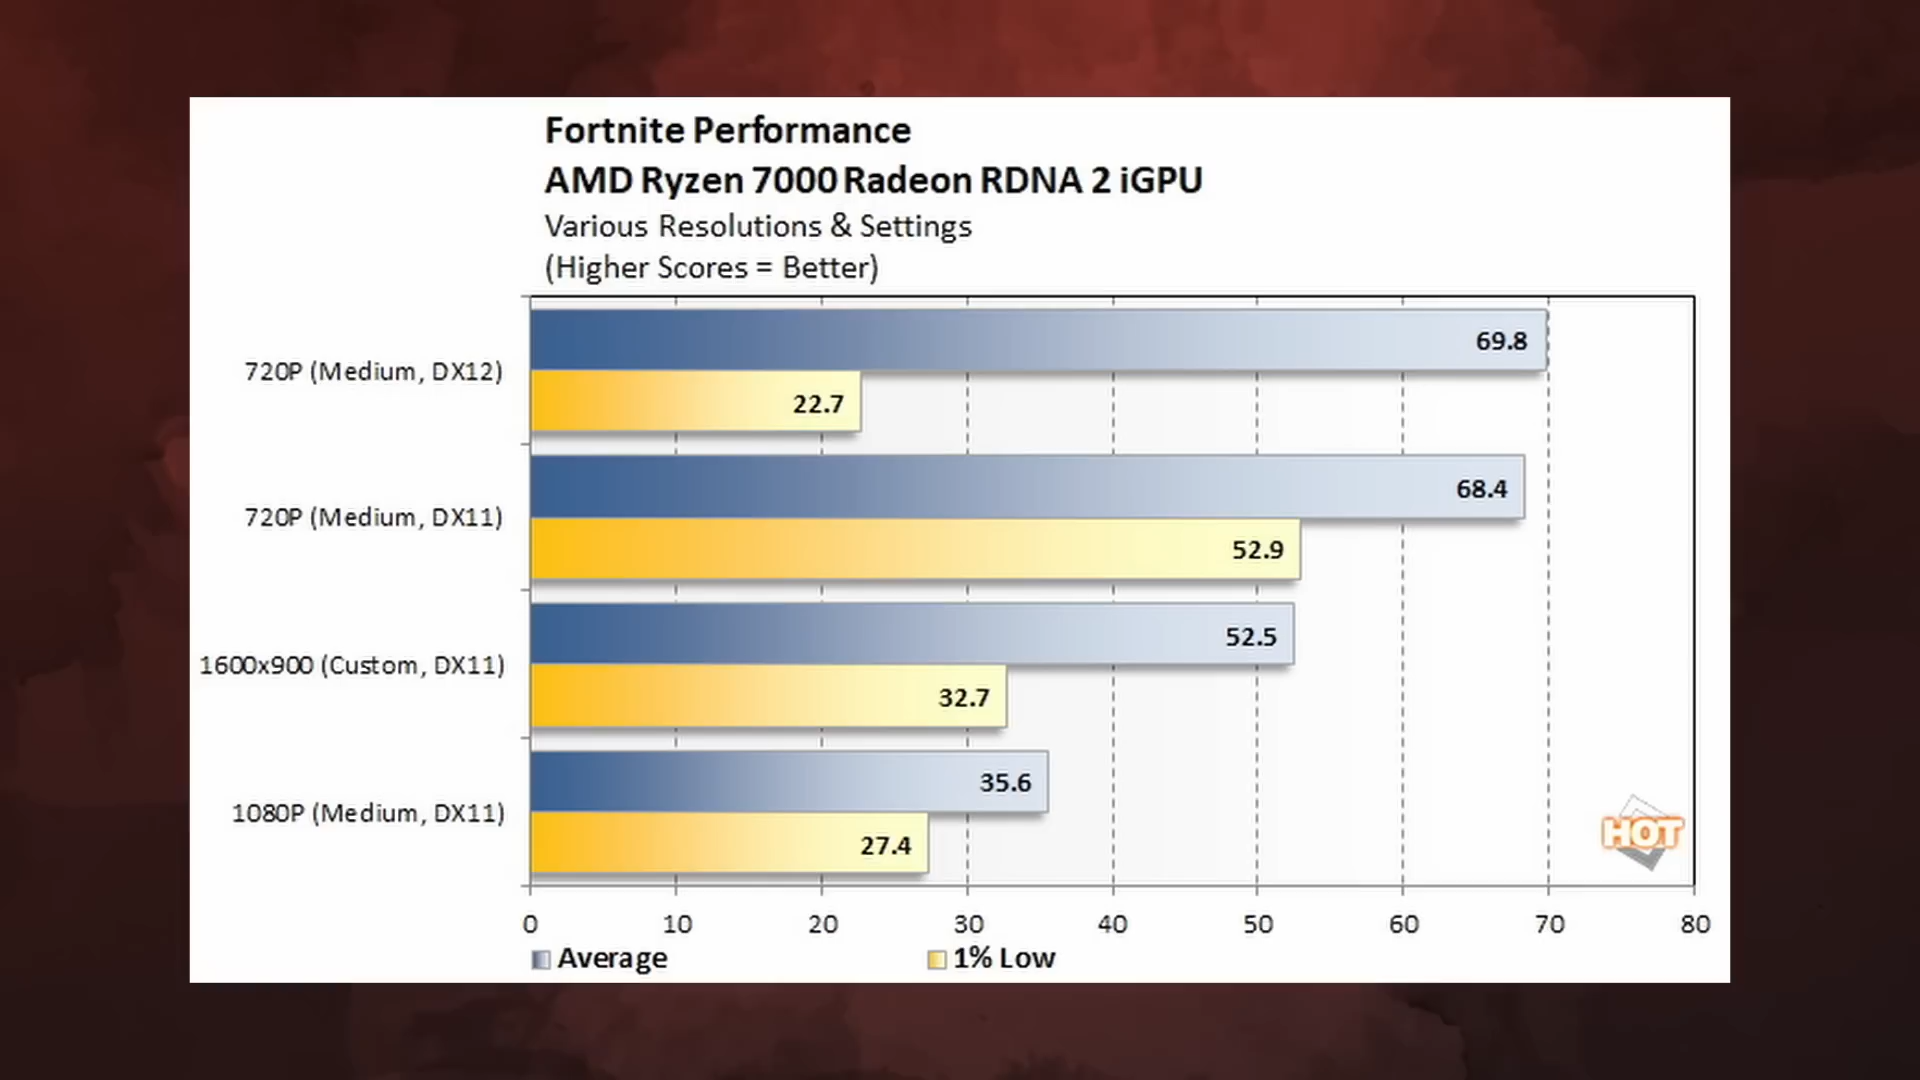 Fortnite Performance
AMD Ryzen 7000 Radeon RDNA 2 iGPU
Various Resolutions & Settings
(Higher Scores = Better)
720P (Medium, DX12)
69.8
22.7
720P (Medium, DX11)
68.4
52.9
1600x900 (Custom, DX11)
52.5
32.7
1080P (Medium, DX11)
35.6
27.4
HOT
0 10 20 30 40 50 60 70 80
Average 1% Low